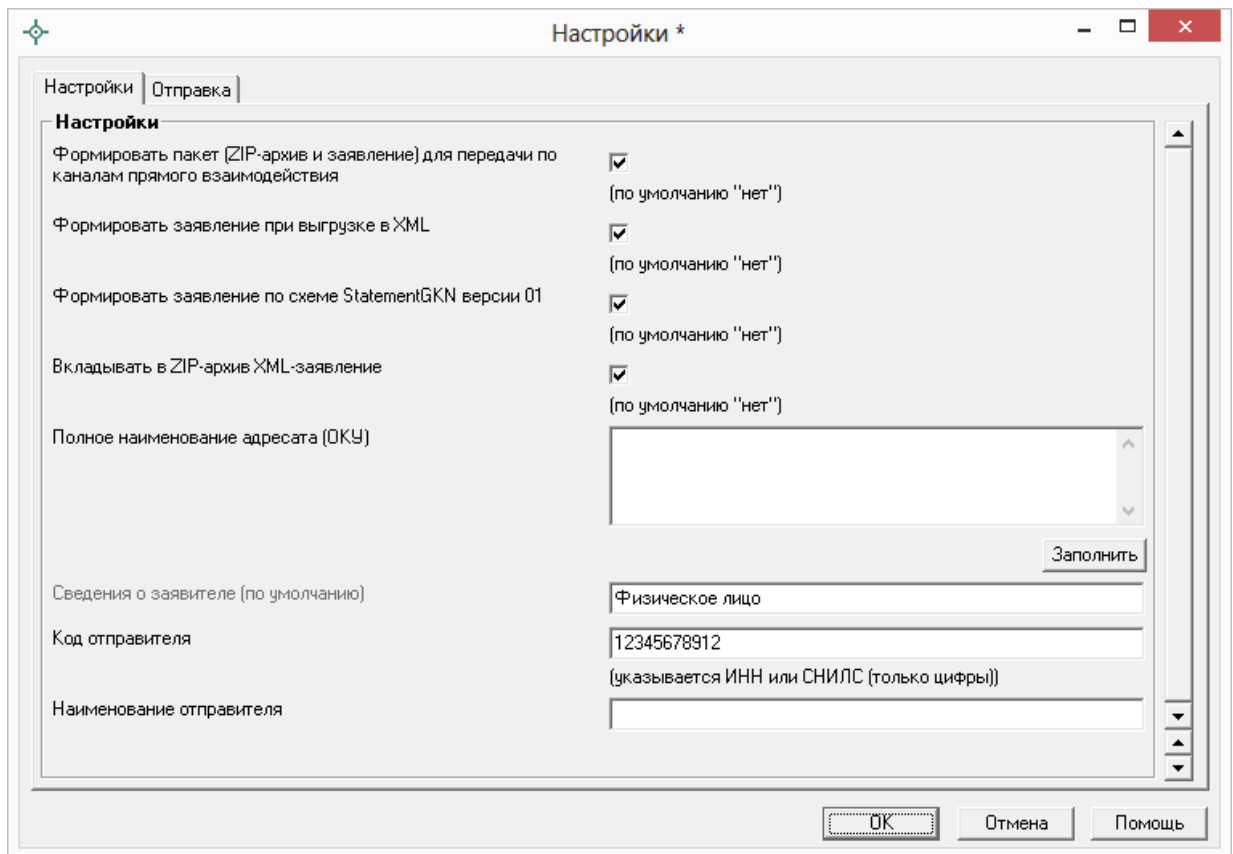 Настройки *
Настройки
Отправка
Настройки
Формировать пакет (ZIP-архив и заявление) для передачи по
каналам прямого взаимодействия
(по умолчанию "нет")
Формировать заявление при выгрузке в XML
(по умолчанию "нет")
Формировать заявление по схеме StatementGKN версии 01
(по умолчанию "нет")
Вкладывать в ZIP-архив XML-заявление
(по умолчанию "нет")
Полное наименование адресата (ОКУ)
Заполнить
Сведения о заявителе (по умолчанию)
Физическое лицо
Код отправителя
12345678912
(указывается ИНН или СНИЛС (только цифры))
Наименование отправителя
OK
Отмена
Помощь